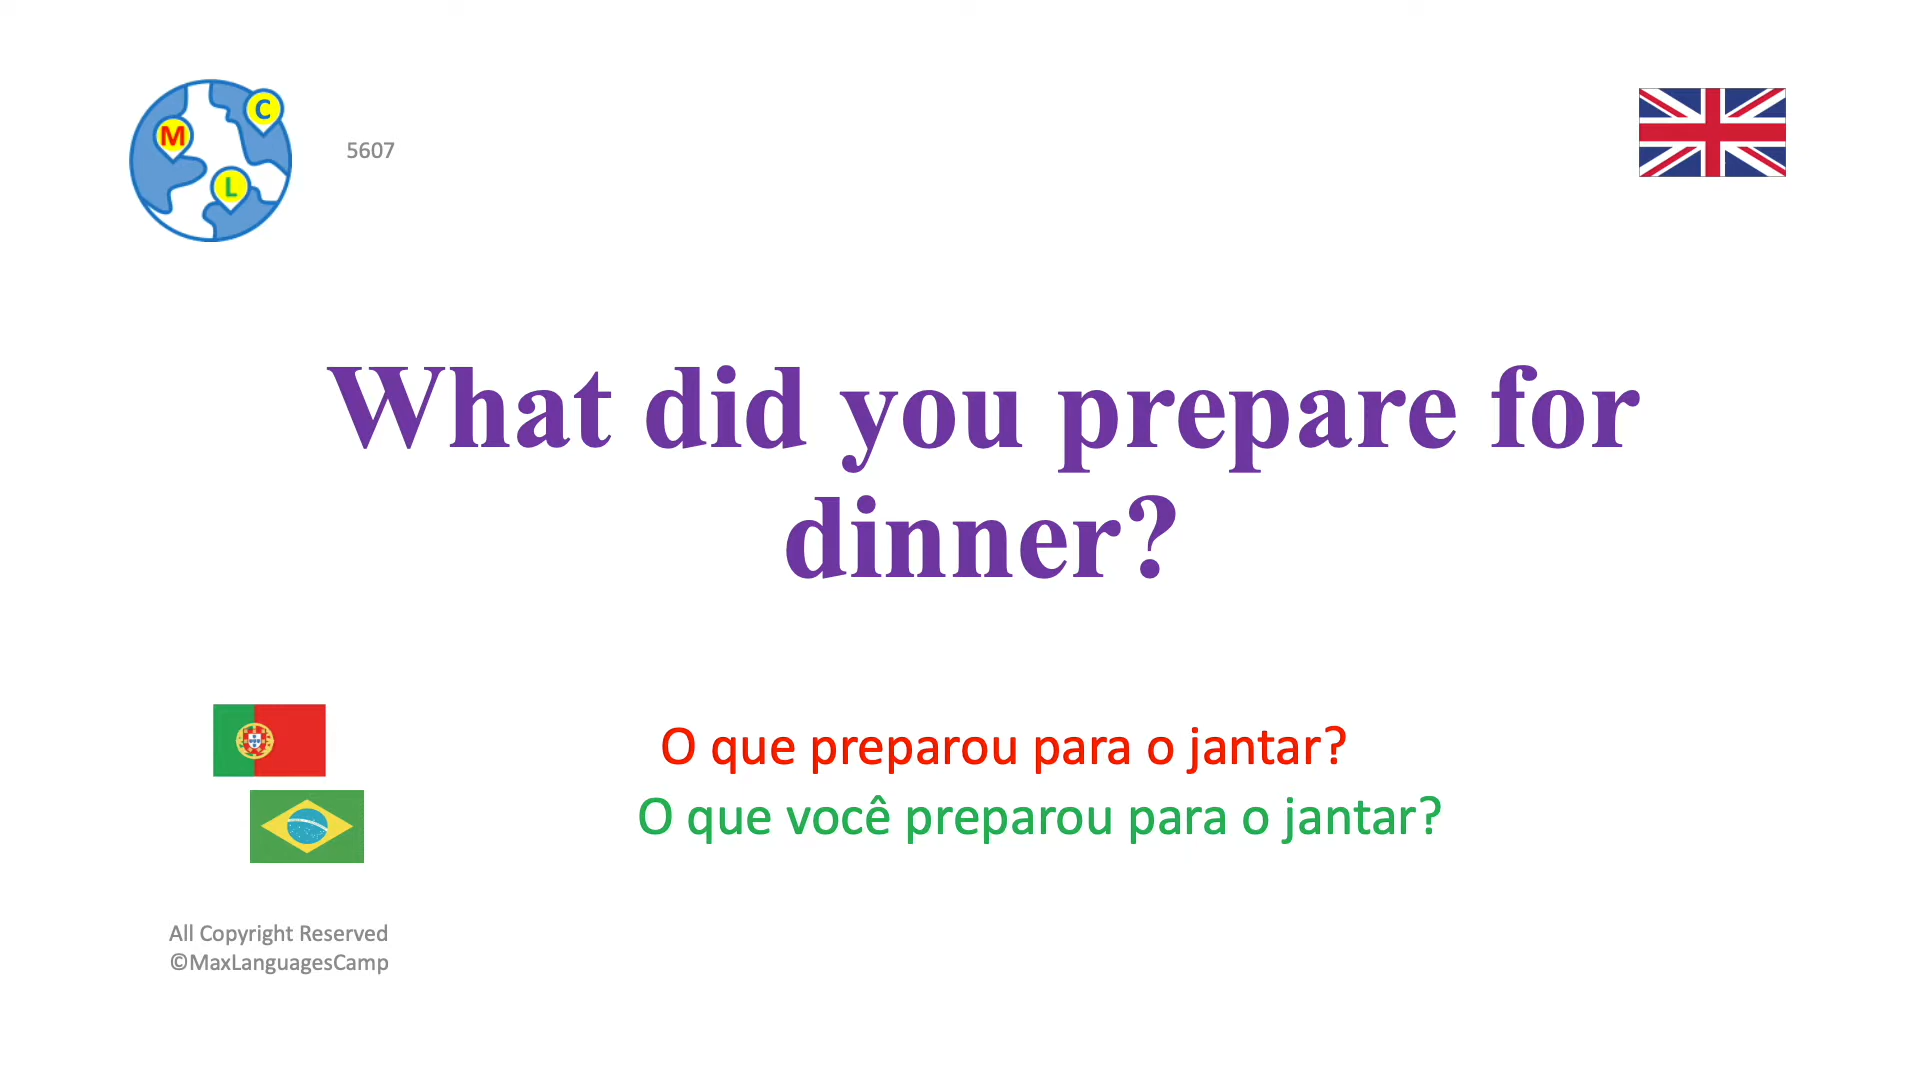 C
M
L
5607
What did you prepare for
dinner?
O que preparou para o jantar?
O que você preparou para o jantar?
All Copyright Reserved
©MaxLanguagesCamp